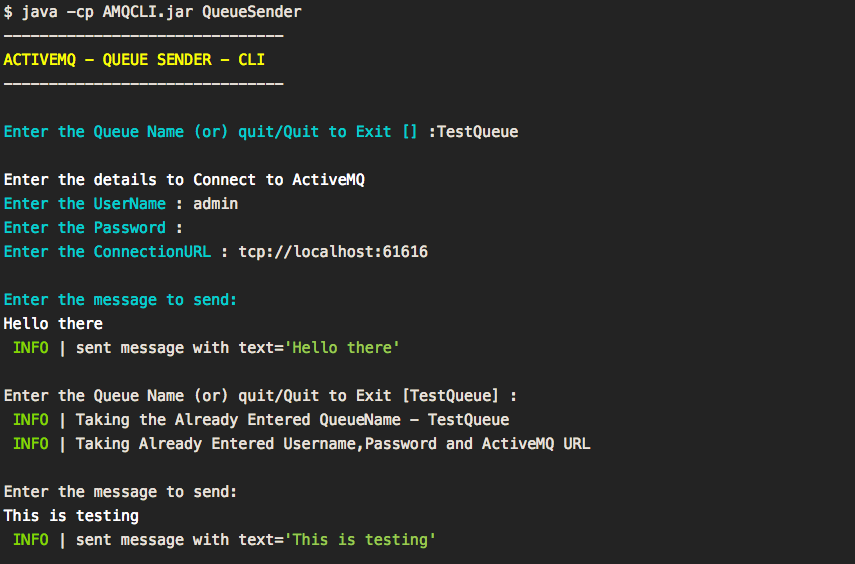 $ java -cp AMQCLI.jar QueueSender
-------------------------------
ACTIVEMQ - QUEUE SENDER - CLI
-------------------------------
Enter the Queue Name (or) quit/Quit to Exit [] :TestQueue
Enter the details to Connect to ActiveMQ
Enter the UserName : admin
Enter the Password :
Enter the ConnectionURL : tcp://localhost:61616
Enter the message to send:
Hello there
INFO | sent message with text='Hello there'
Enter the Queue Name (or) quit/Quit to Exit [TestQueue] :
INFO | Taking the Already Entered QueueName - TestQueue
INFO | Taking Already Entered Username,Password and ActiveMQ URL
Enter the message to send:
This is testing
INFO | sent message with text='This is testing'